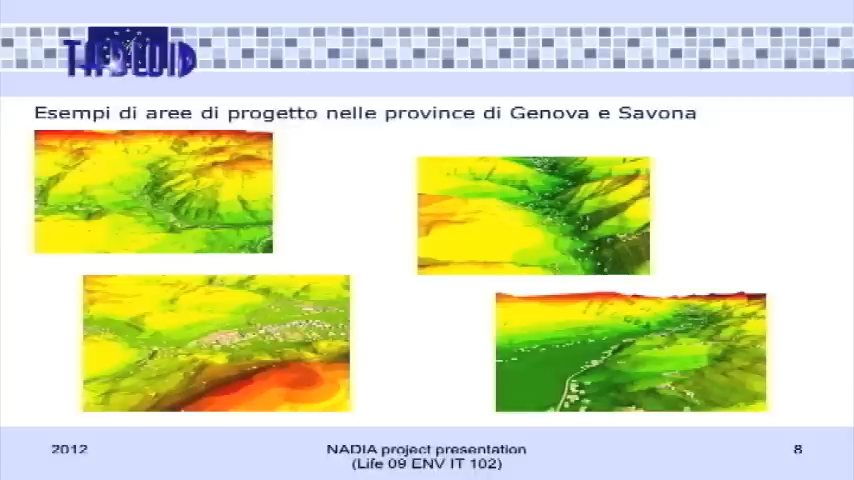 Esempi di aree di progetto nelle province di Genova e Savona
2012
NADIA project presentation
(Life 09 ENV IT 102)
8